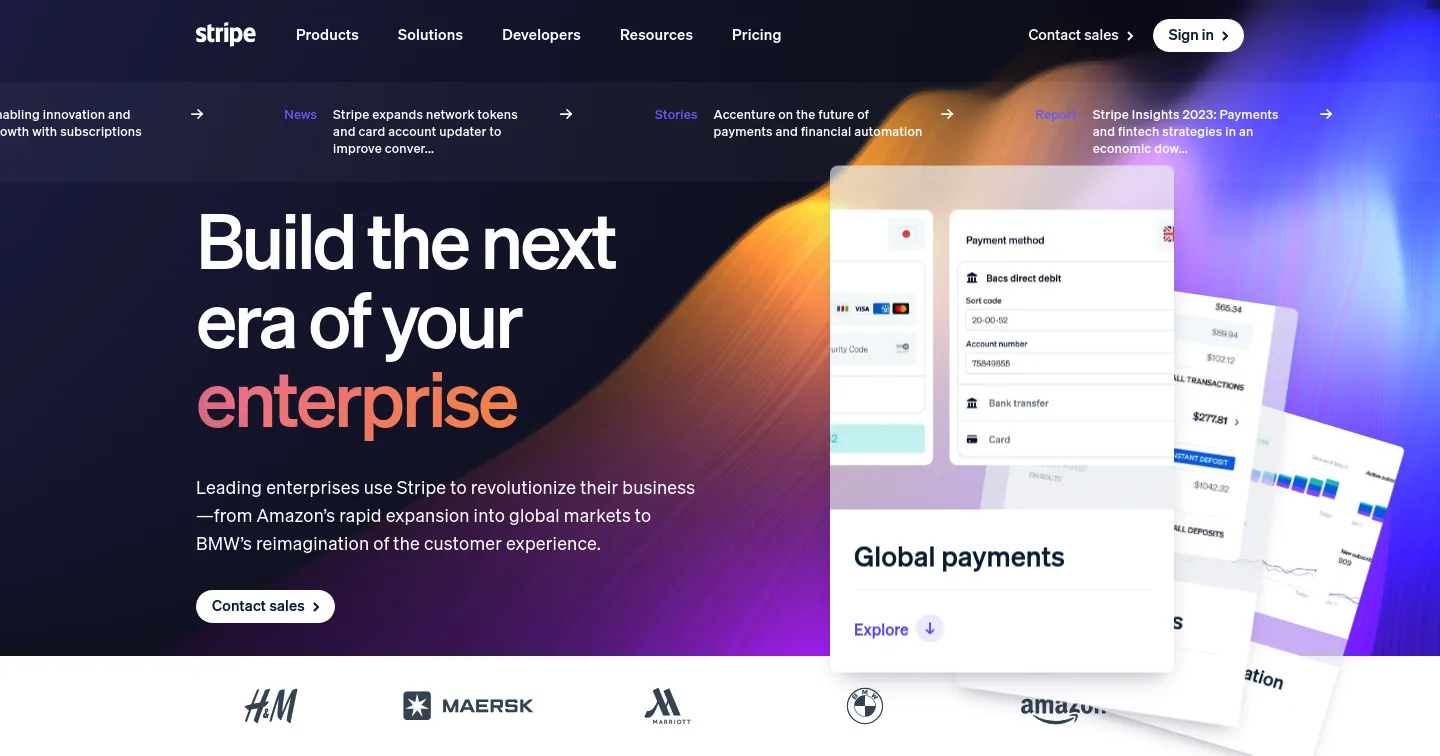 stripe
Products
Solutions
Developers
Resources
Pricing
Contact sales
Sign in
nabling innovation and
owth with subscriptions
News
Stripe expands network tokens
and card account updater to
improve conver...
Stories
Accenture on the future of
payments and financial automation
Report
Stripe Insights 2023: Payments
and fintech strategies in an
economic dow...
Build the next
era of your
enterprise
Leading enterprises use Stripe to revolutionize their business
—from Amazon’s rapid expansion into global markets to
BMW’s reimagination of the customer experience.
Contact sales
VISA
urity Code
Payment method
Bacs direct debit
Sort code
20-00-52
Account number
75849855
Bank transfer
Card
Global payments
Explore
$65.34
$89.94
$102.12
ALL TRANSACTIONS
$277.81
INSTANT DEPOSIT
$1042.32
ALL DEPOSITS
ON ROUTE
New subscrib
909
s
ation
H&M
MAERSK
MARRIOTT
BMW
amazon